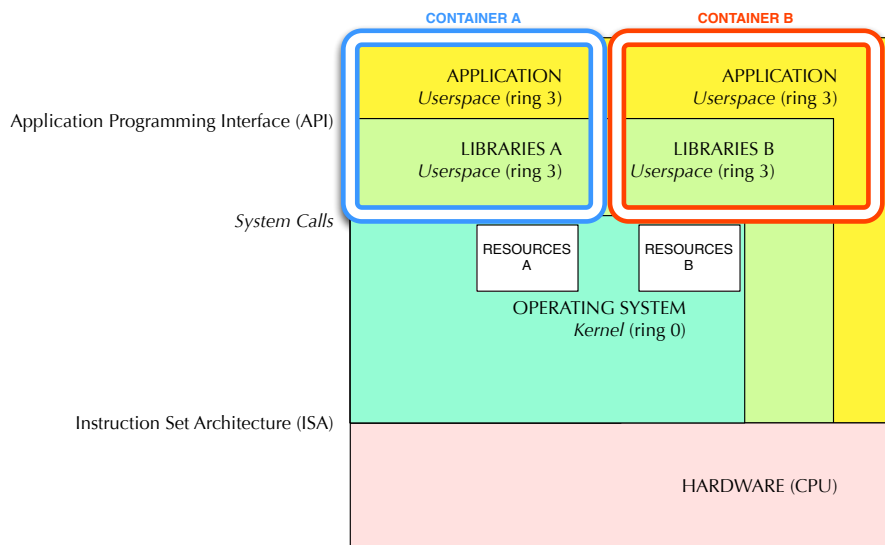 CONTAINER A
CONTAINER B
APPLICATION
Userspace (ring 3)
APPLICATION
Userspace (ring 3)
Application Programming Interface (API)
LIBRARIES A
Userspace (ring 3)
LIBRARIES B
Userspace (ring 3)
System Calls
RESOURCES
A
RESOURCES
B
OPERATING SYSTEM
Kernel (ring 0)
Instruction Set Architecture (ISA)
HARDWARE (CPU)